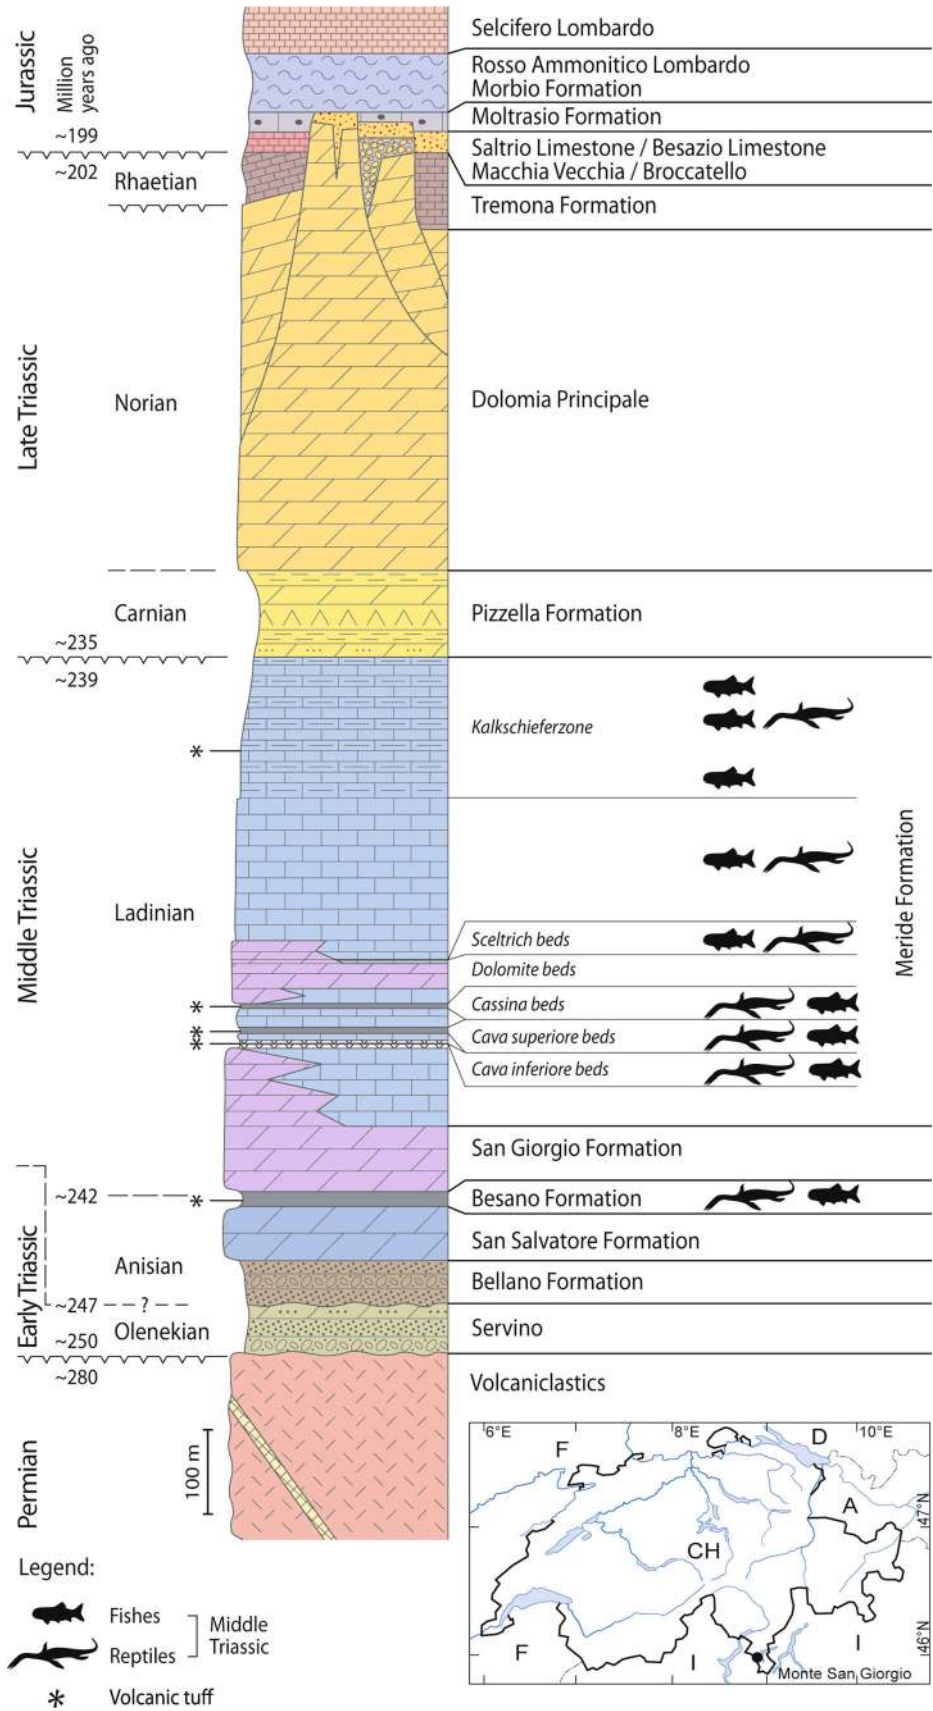 Jurassic
Million
years ago
Selcifero Lombardo
Rosso Ammonitico Lombardo
Morbio Formation
Moltrasio Formation
~199
Saltrio Limestone / Besazio Limestone
Macchia Vecchia / Broccatello
~202
Rhaetian
Tremona Formation
Late Triassic
Norian
Dolomia Principale
Carnian
Pizzella Formation
~235
~239
Kalkschieferzone
*
Middle Triassic
Ladinian
Meride Formation
Sceltrich beds
Dolomite beds
*
Cassina beds
*
Cava superiore beds
*
Cava inferiore beds
San Giorgio Formation
~242
*
Besano Formation
San Salvatore Formation
Early Triassic
Anisian
Bellano Formation
~247
?
Olenekian
Servino
~250
~280
Volcaniclastics
Permian
100 m
6°E
8°E
10°E
F
D
A
47°N
CH
F
I
I
46°N
Monte San Giorgio
Legend:
Fishes
Reptiles
Middle
Triassic
* Volcanic tuff